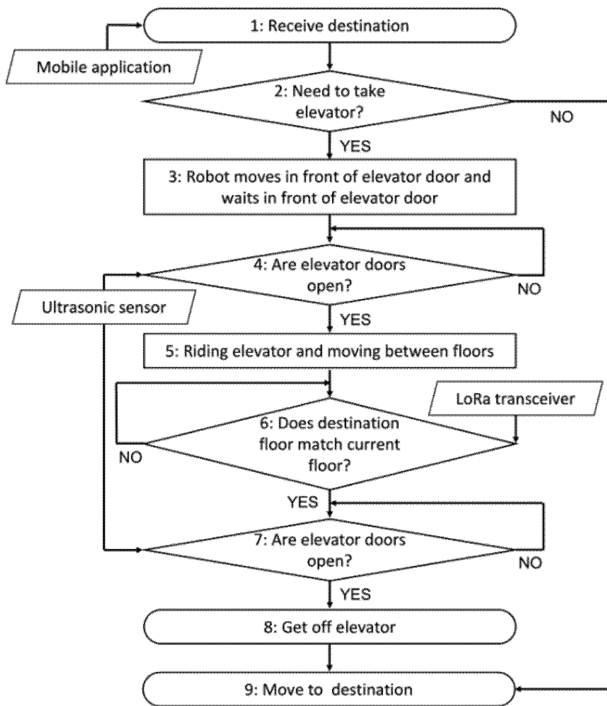 1: Receive destination
Mobile application
2: Need to take
elevator?
NO
YES
3: Robot moves in front of elevator door and
waits in front of elevator door
4: Are elevator doors
open?
NO
Ultrasonic sensor
YES
5: Riding elevator and moving between floors
LoRa transceiver
6: Does destination
floor match current
floor?
NO
YES
7: Are elevator doors
open?
NO
YES
8: Get off elevator
9: Move to destination